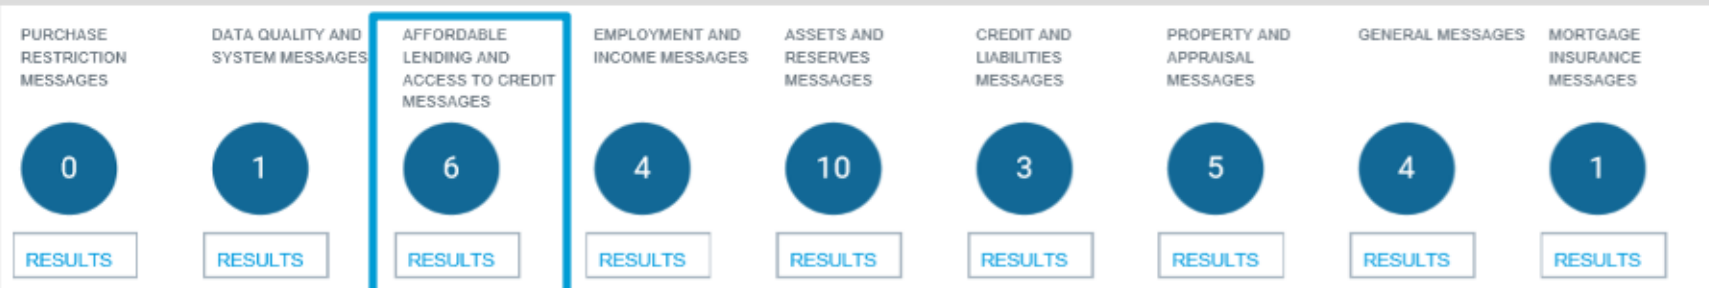 PURCHASE
RESTRICTION
MESSAGES
0
RESULTS
DATA QUALITY AND
SYSTEM MESSAGES
1
RESULTS
AFFORDABLE
LENDING AND
ACCESS TO CREDIT
MESSAGES
6
RESULTS
EMPLOYMENT AND
INCOME MESSAGES
4
RESULTS
ASSETS AND
RESERVES
MESSAGES
10
RESULTS
CREDIT AND
LIABILITIES
MESSAGES
3
RESULTS
PROPERTY AND
APPRAISAL
MESSAGES
5
RESULTS
GENERAL MESSAGES
4
RESULTS
MORTGAGE
INSURANCE
MESSAGES
1
RESULTS